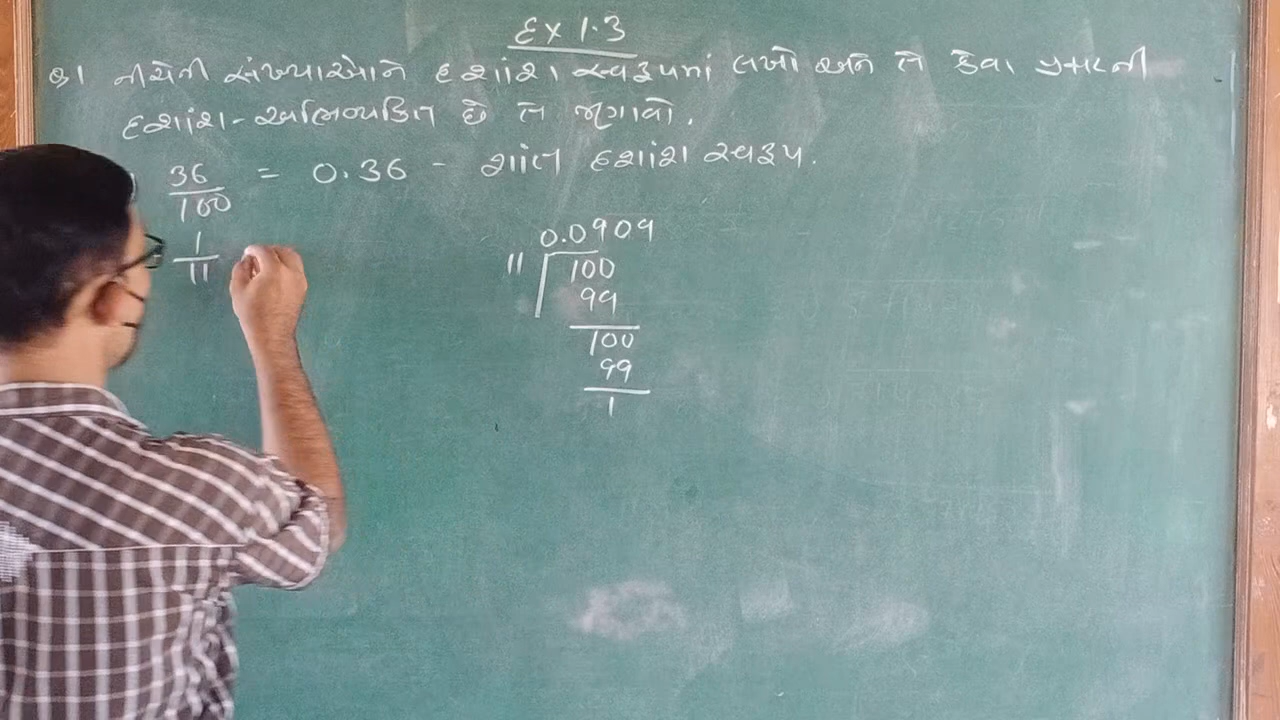 Ex 1.3
પ્ર1 નીચેની સંખ્યાઓને દશાંશ સ્વરૂપમાં લખો અને તે કેવા પ્રકારની
દશાંશ-અભિવ્યક્તિ છે તે જણાવો.
36/100 = 0.36 - શાંત દશાંશ સ્વરૂપ.
1/11
0.0909
11 100
99
100
99
1